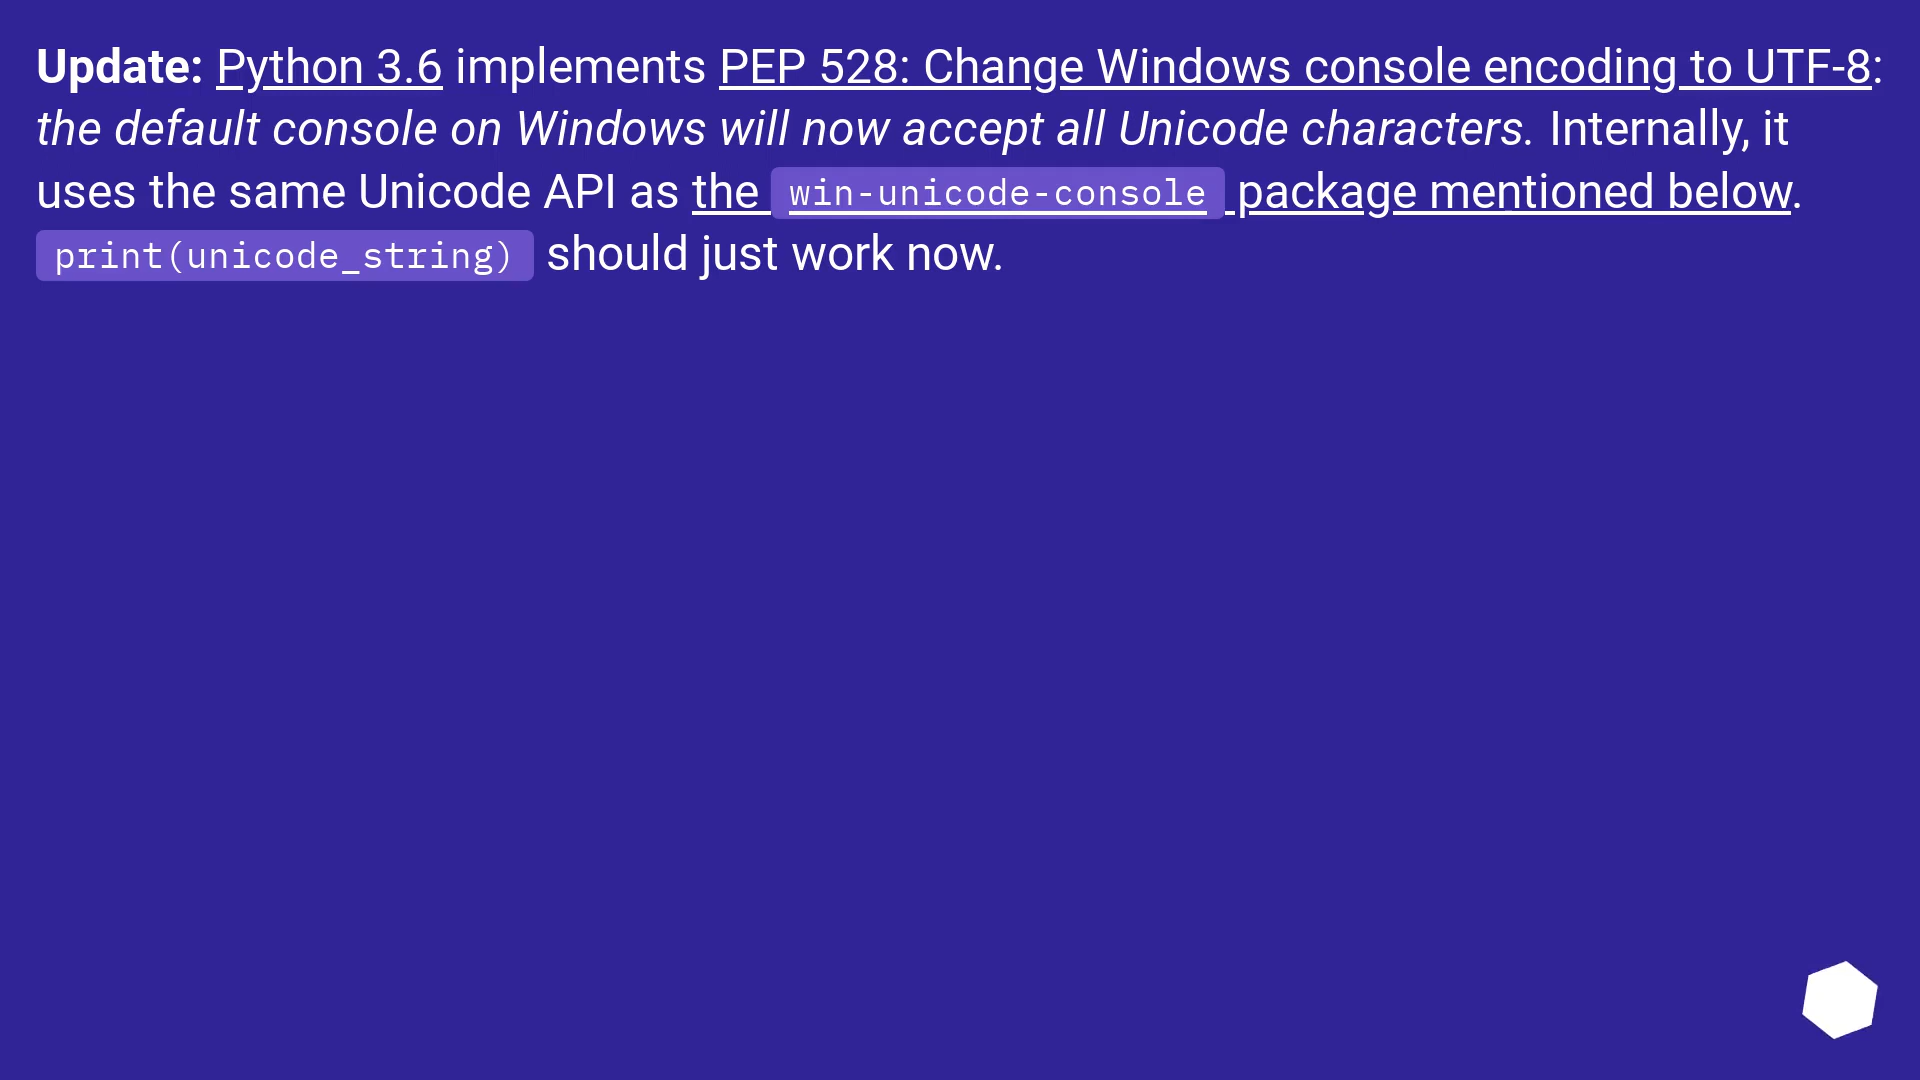 Update: Python 3.6 implements PEP 528: Change Windows console encoding to UTF-8:
the default console on Windows will now accept all Unicode characters. Internally, it
uses the same Unicode API as the win-unicode-console package mentioned below.
print(unicode_string) should just work now.